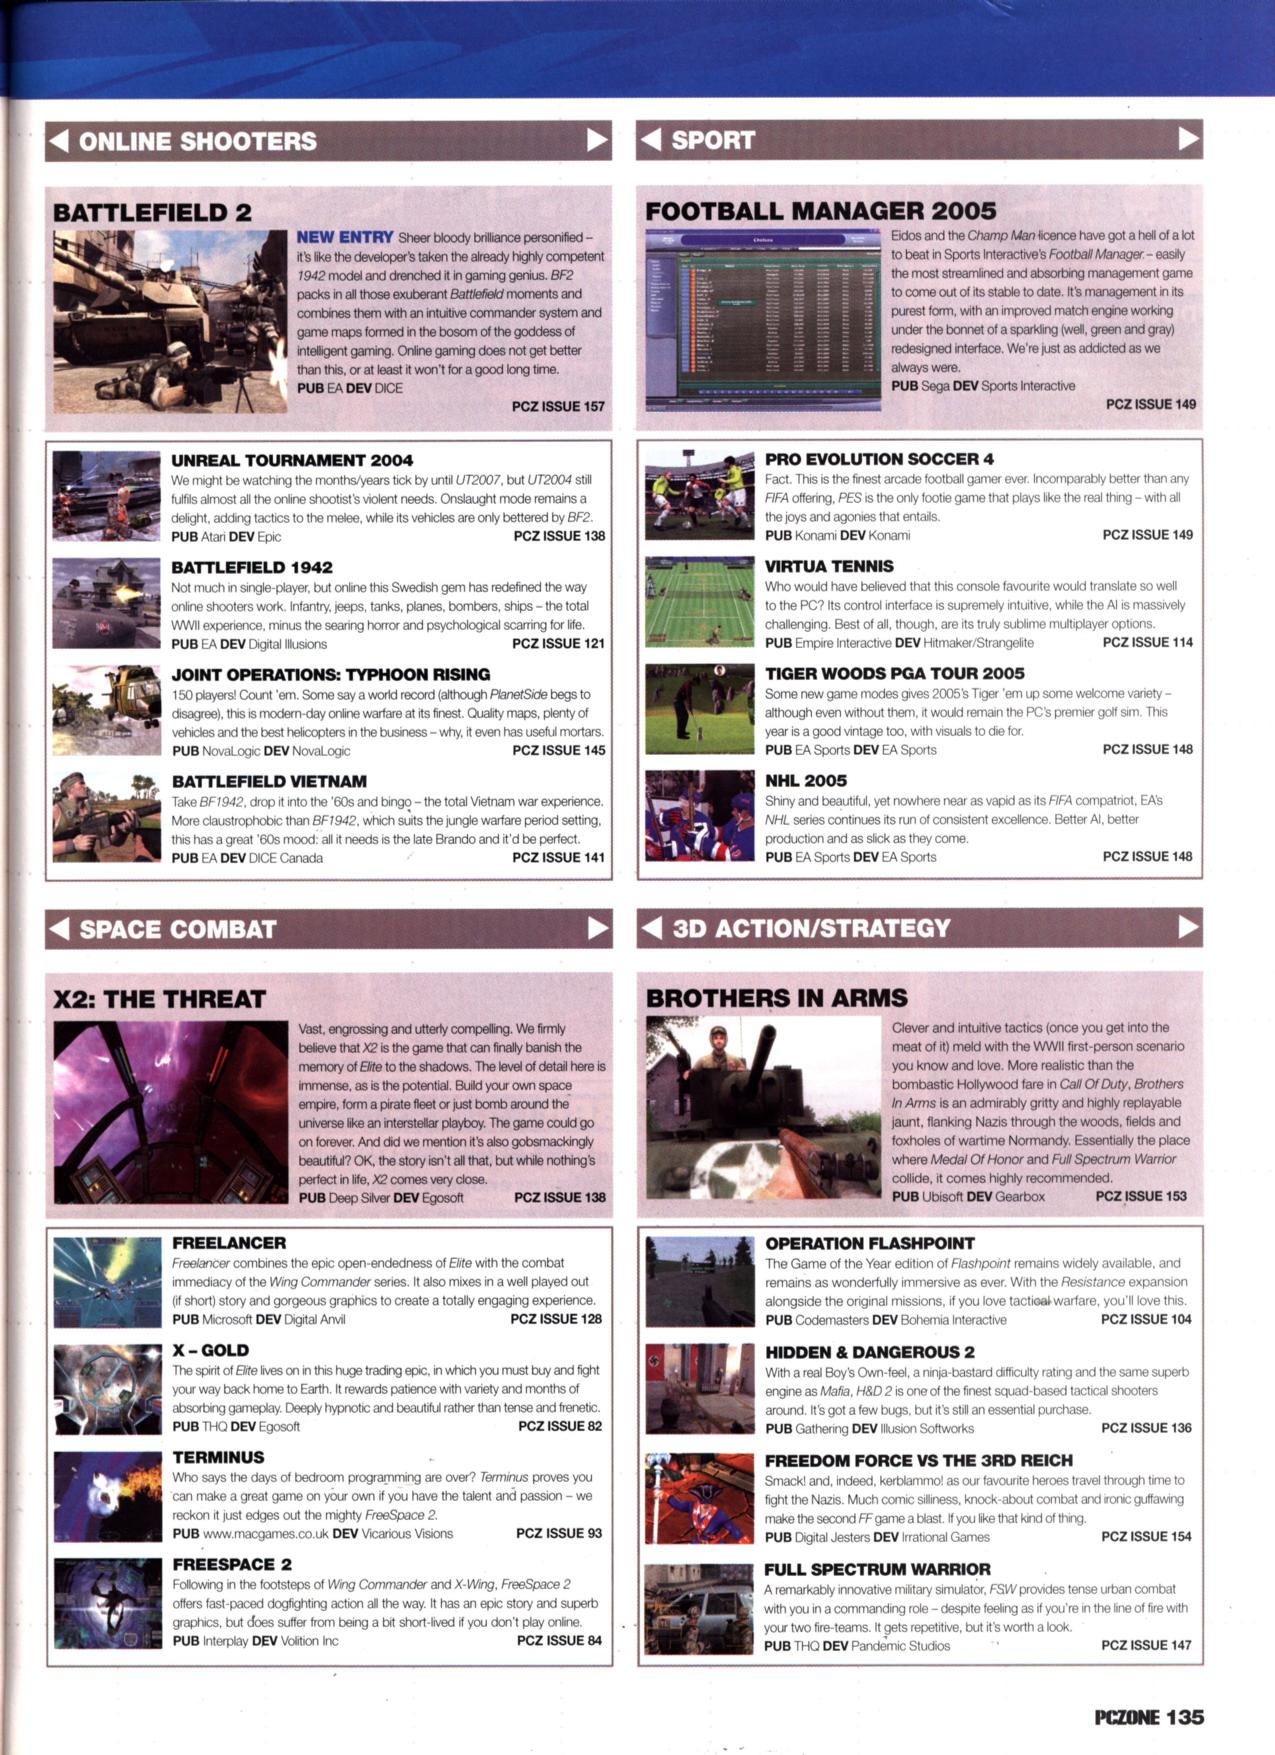 ONLINE SHOOTERS
BATTLEFIELD 2
NEW ENTRY Sheer bloody brilliance personified –
it's like the developer's taken the already highly competent
1942 model and drenched it in gaming genius. BF2
packs in all those exuberant Battlefield moments and
combines them with an intuitive commander system and
game maps formed in the bosom of the goddess of
intelligent gaming. Online gaming does not get better
than this, or at least it won't for a good long time.
PUB EA DEV DICE
PCZ ISSUE 157
UNREAL TOURNAMENT 2004
We might be watching the months/years tick by until UT2007, but UT2004 still
fulfils almost all the online shootist's violent needs. Onslaught mode remains a
delight, adding tactics to the melee, while its vehicles are only bettered by BF2.
PUB Atari DEV Epic PCZ ISSUE 138
BATTLEFIELD 1942
Not much in single-player, but online this Swedish gem has redefined the way
online shooters work. Infantry, jeeps, tanks, planes, bombers, ships – the total
WWII experience, minus the searing horror and psychological scarring for life.
PUB EA DEV Digital Illusions PCZ ISSUE 121
JOINT OPERATIONS: TYPHOON RISING
150 players! Count 'em. Some say a world record (although PlanetSide begs to
disagree), this is modern-day online warfare at its finest. Quality maps, plenty of
vehicles and the best helicopters in the business – why, it even has useful mortars.
PUB NovaLogic DEV NovaLogic PCZ ISSUE 145
BATTLEFIELD VIETNAM
Take BF1942, drop it into the '60s and bingo – the total Vietnam war experience.
More claustrophobic than BF1942, which suits the jungle warfare period setting,
this has a great '60s mood: all it needs is the late Brando and it'd be perfect.
PUB EA DEV DICE Canada PCZ ISSUE 141
SPORT
FOOTBALL MANAGER 2005
Chelsea
Eidos and the Champ Man licence have got a hell of a lot
to beat in Sports Interactive's Football Manager – easily
the most streamlined and absorbing management game
to come out of its stable to date. It's management in its
purest form, with an improved match engine working
under the bonnet of a sparkling (well, green and gray)
redesigned interface. We're just as addicted as we
always were.
PUB Sega DEV Sports Interactive
PCZ ISSUE 149
PRO EVOLUTION SOCCER 4
Fact. This is the finest arcade football gamer ever. Incomparably better than any
FIFA offering, PES is the only footie game that plays like the real thing – with all
the joys and agonies that entails.
PUB Konami DEV Konami PCZ ISSUE 149
VIRTUA TENNIS
Who would have believed that this console favourite would translate so well
to the PC? Its control interface is supremely intuitive, while the AI is massively
challenging. Best of all, though, are its truly sublime multiplayer options.
PUB Empire Interactive DEV Hitmaker/Strangelite PCZ ISSUE 114
TIGER WOODS PGA TOUR 2005
Some new game modes gives 2005's Tiger 'em up some welcome variety –
although even without them, it would remain the PC's premier golf sim. This
year is a good vintage too, with visuals to die for.
PUB EA Sports DEV EA Sports PCZ ISSUE 148
NHL 2005
Shiny and beautiful, yet nowhere near as vapid as its FIFA compatriot, EA's
NHL series continues its run of consistent excellence. Better AI, better
production and as slick as they come.
PUB EA Sports DEV EA Sports PCZ ISSUE 148
SPACE COMBAT
X2: THE THREAT
Vast, engrossing and utterly compelling. We firmly
believe that X2 is the game that can finally banish the
memory of Elite to the shadows. The level of detail here is
immense, as is the potential. Build your own space
empire, form a pirate fleet or just bomb around the
universe like an interstellar playboy. The game could go
on forever. And did we mention it's also gobsmackingly
beautiful? OK, the story isn't all that, but while nothing's
perfect in life, X2 comes very close.
PUB Deep Silver DEV Egosoft PCZ ISSUE 138
FREELANCER
Freelancer combines the epic open-endedness of Elite with the combat
immediacy of the Wing Commander series. It also mixes in a well played out
(if short) story and gorgeous graphics to create a totally engaging experience.
PUB Microsoft DEV Digital Anvil PCZ ISSUE 128
X – GOLD
The spirit of Elite lives on in this huge trading epic, in which you must buy and fight
your way back home to Earth. It rewards patience with variety and months of
absorbing gameplay. Deeply hypnotic and beautiful rather than tense and frenetic.
PUB THQ DEV Egosoft PCZ ISSUE 82
TERMINUS
Who says the days of bedroom programming are over? Terminus proves you
can make a great game on your own if you have the talent and passion – we
reckon it just edges out the mighty FreeSpace 2.
PUB www.macgames.co.uk DEV Vicarious Visions PCZ ISSUE 93
FREESPACE 2
Following in the footsteps of Wing Commander and X-Wing, FreeSpace 2
offers fast-paced dogfighting action all the way. It has an epic story and superb
graphics, but does suffer from being a bit short-lived if you don't play online.
PUB Interplay DEV Volition Inc PCZ ISSUE 84
3D ACTION/STRATEGY
BROTHERS IN ARMS
Clever and intuitive tactics (once you get into the
meat of it) meld with the WWII first-person scenario
you know and love. More realistic than the
bombastic Hollywood fare in Call Of Duty, Brothers
In Arms is an admirably gritty and highly replayable
jaunt, flanking Nazis through the woods, fields and
foxholes of wartime Normandy. Essentially the place
where Medal Of Honor and Full Spectrum Warrior
collide, it comes highly recommended.
PUB Ubisoft DEV Gearbox PCZ ISSUE 153
OPERATION FLASHPOINT
The Game of the Year edition of Flashpoint remains widely available, and
remains as wonderfully immersive as ever. With the Resistance expansion
alongside the original missions, if you love tactical warfare, you'll love this.
PUB Codemasters DEV Bohemia Interactive PCZ ISSUE 104
HIDDEN & DANGEROUS 2
With a real Boy's Own-feel, a ninja-bastard difficulty rating and the same superb
engine as Mafia, H&D 2 is one of the finest squad-based tactical shooters
around. It's got a few bugs, but it's still an essential purchase.
PUB Gathering DEV Illusion Softworks PCZ ISSUE 136
FREEDOM FORCE VS THE 3RD REICH
Smack! and, indeed, kerblammo! as our favourite heroes travel through time to
fight the Nazis. Much comic silliness, knock-about combat and ironic guffawing
make the second FF game a blast. If you like that kind of thing.
PUB Digital Jesters DEV Irrational Games PCZ ISSUE 154
FULL SPECTRUM WARRIOR
A remarkably innovative military simulator, FSW provides tense urban combat
with you in a commanding role – despite feeling as if you're in the line of fire with
your two fire-teams. It gets repetitive, but it's worth a look.
PUB THQ DEV Pandemic Studios PCZ ISSUE 147
PCZONE 135